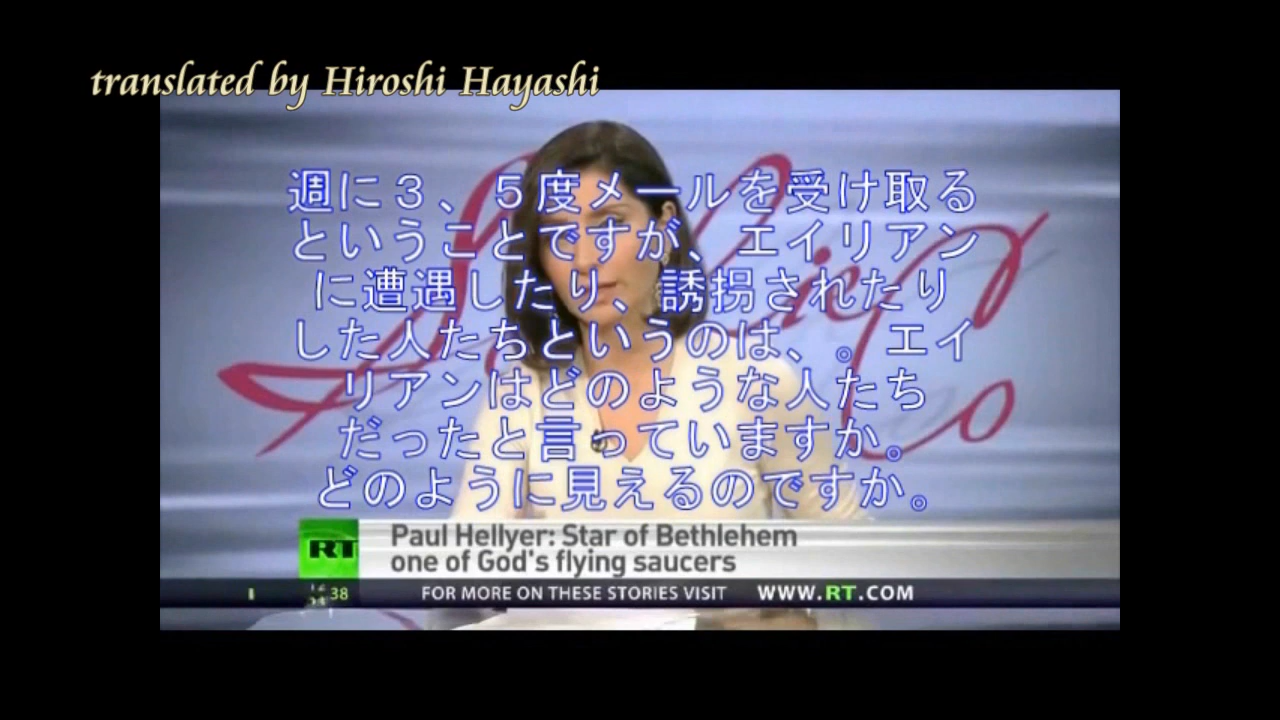 translated by Hiroshi Hayashi
週に３、５度メールを受け取る
ということですが、エイリアン
に遭遇したり、誘拐されたり
した人たちというのは、。エイ
リアンはどのような人たち
だったと言っていますか。
どのように見えるのですか。
Paul Hellyer: Star of Bethlehem
one of God's flying saucers
RT
38
FOR MORE ON THESE STORIES VISIT WWW.RT.COM